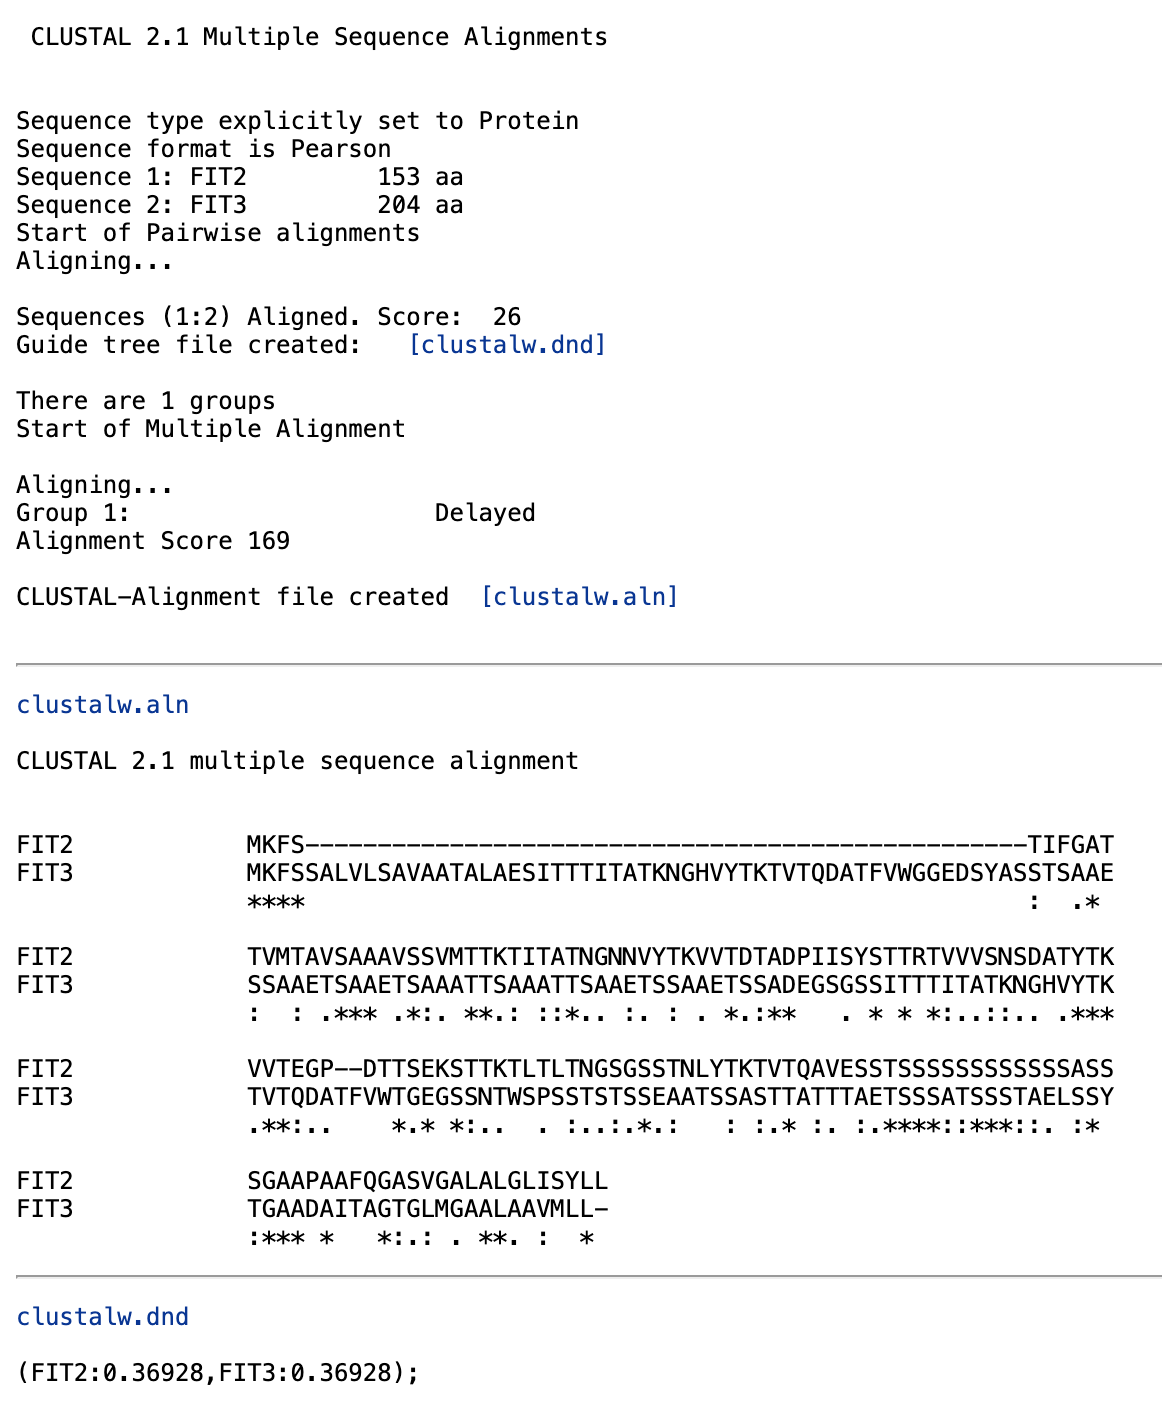 CLUSTAL 2.1 Multiple Sequence Alignments
Sequence type explicitly set to Protein
Sequence format is Pearson
Sequence 1: FIT2         153 aa
Sequence 2: FIT3         204 aa
Start of Pairwise alignments
Aligning...
Sequences (1:2) Aligned. Score:  26
Guide tree file created:   [clustalw.dnd]
There are 1 groups
Start of Multiple Alignment
Aligning...
Group 1:                     Delayed
Alignment Score 169
CLUSTAL-Alignment file created  [clustalw.aln]
clustalw.aln
CLUSTAL 2.1 multiple sequence alignment
FIT2            MKFS--------------------------------------------------TIFGAT
FIT3            MKFSSALVLSAVAATALAESITTTITATKNGHVYTKTVTQDATFVWGGEDSYASSTSAAE
                ****                                                  :  .*
FIT2            TVMTAVSAAAVSSVMTTKTITATNGNNVYTKVVTDTADPIISYSTTRTVVVSNSDATYTK
FIT3            SSAAETSAAETSAAATTSAAATTSAAETSSAAETSSADEGSGSSITTTITATKNGHVYTK
                :  : .*** .*:. **.: ::*.. :. : . *.:**   . * * *:..::.. .***
FIT2            VVTEGP--DTTSEKSTTKTLTLTNGSGSSTNLYTKTVTQAVESSTSSSSSSSSSSSSASS
FIT3            TVTQDATFVWTGEGSSNTWSPSSTSTSSEAATSSASTTATTTAETSSSATSSSTAELSSY
                .**:..    *.* *:..  . :..:.*.:   : :.* :. :.****::***::. :*
FIT2            SGAAPAAFQGASVGALALGLISYLL
FIT3            TGAADAITAGTGLMGAALAAVMLL-
                :*** *   *:.: . **. :  *
clustalw.dnd
(FIT2:0.36928,FIT3:0.36928);